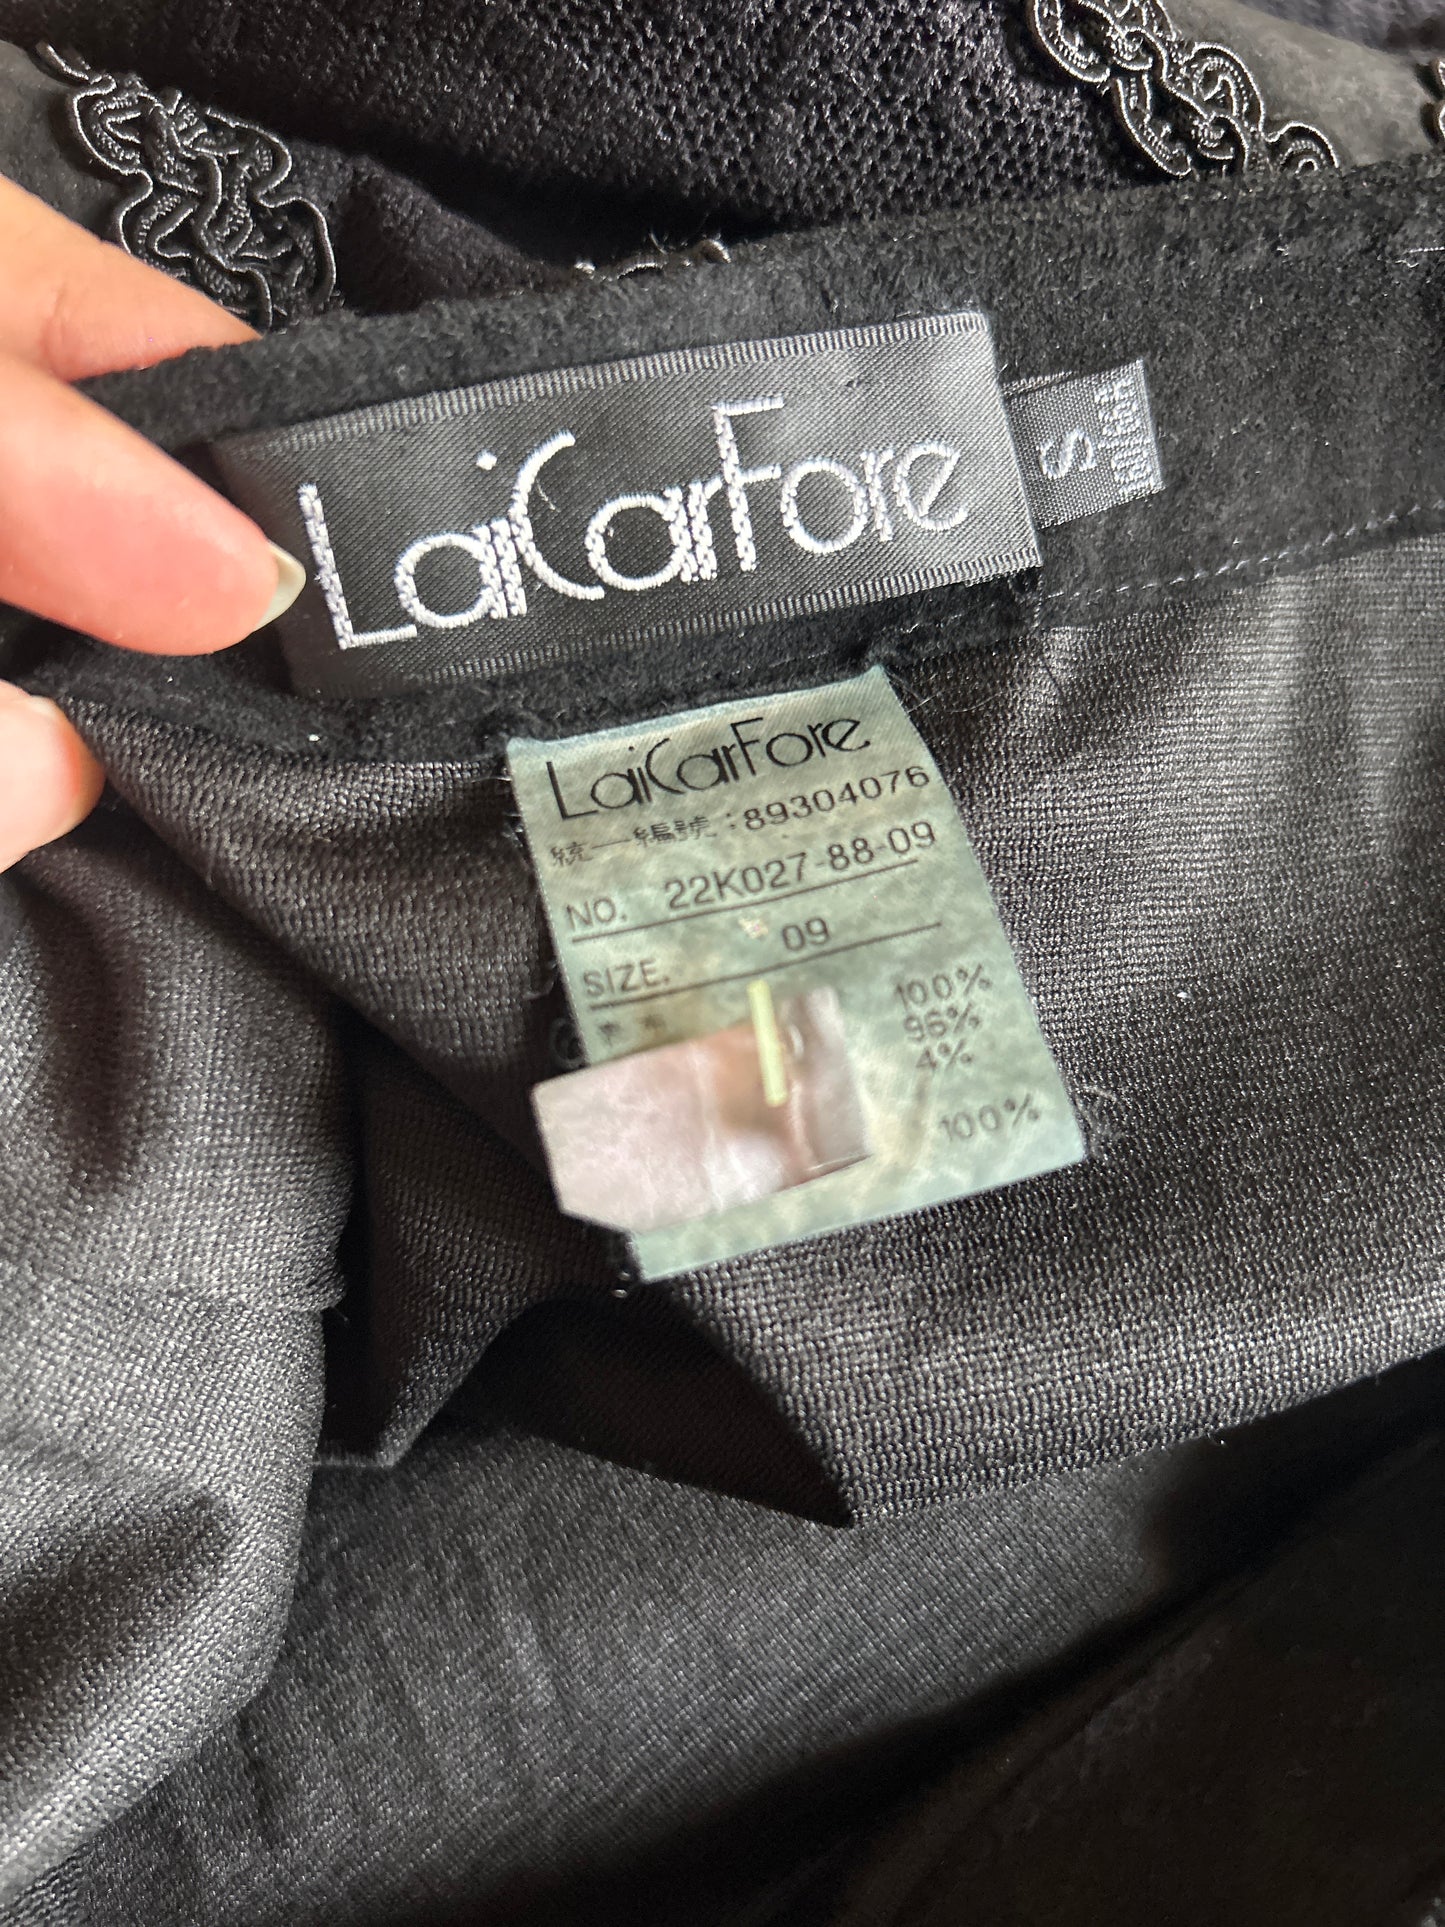 LaiCarFore
S
LaiCarFore
統一編號:89304076
NO. 22K027-88-09
SIZE. 09
100%
96%
4%
100%